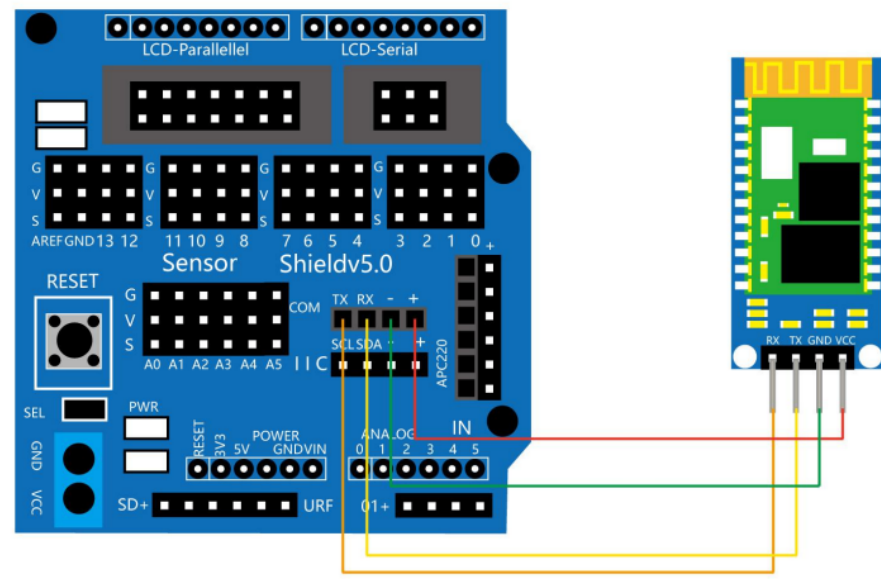 LCD-Parallellel LCD-Serial
G G G G
V V V V
S S S S
AREF GND 13 12 11 10 9 8 7 6 5 4 3 2 1 0 +
Sensor Shieldv5.0
RESET
G
V
S
A0 A1 A2 A3 A4 A5
COM TX RX - +
IIC SCL SDA - +
APC220
RX TX GND VCC
SEL PWR
GND
VCC
RESET 3V3 5V POWER GND VIN
ANALOG IN
0 1 2 3 4 5
SD+ URF 01+